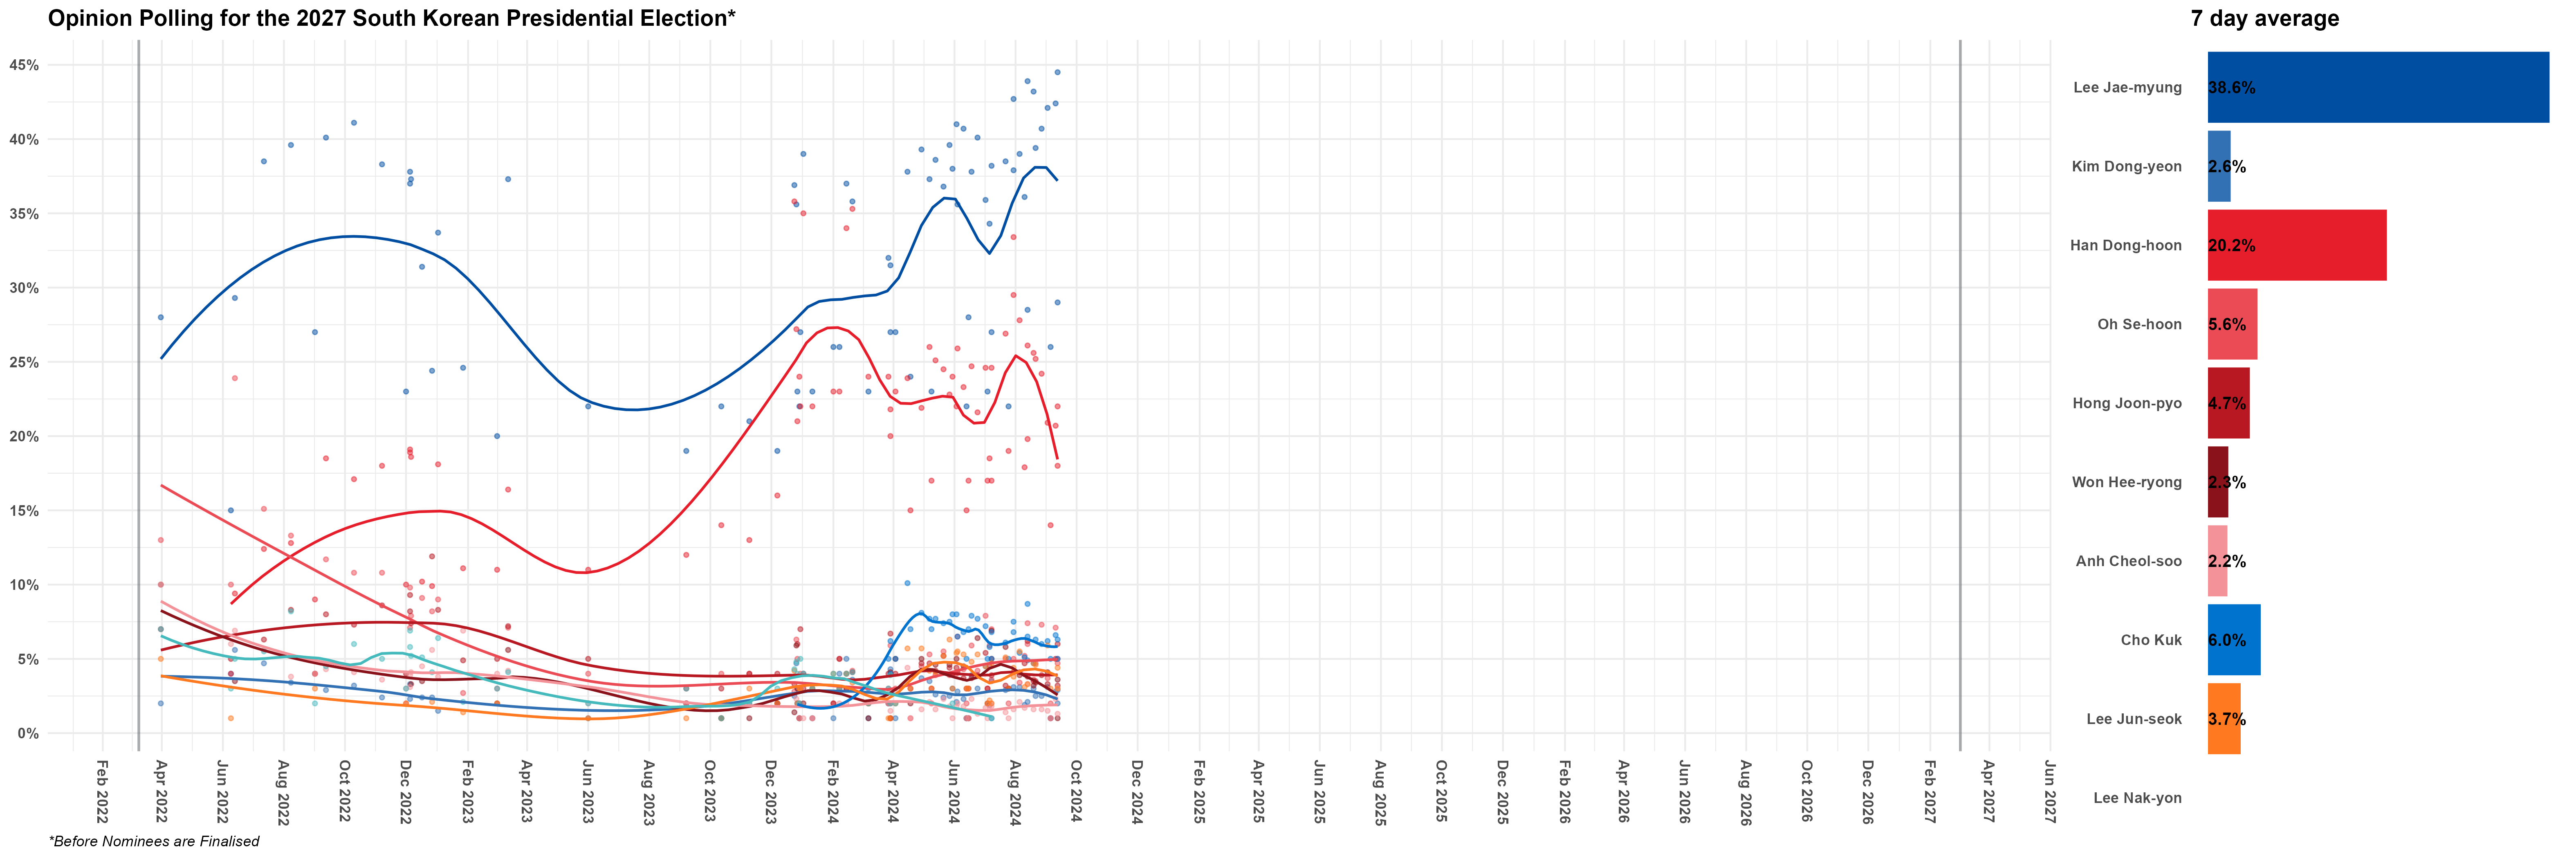 Opinion Polling for the 2027 South Korean Presidential Election*
7 day average
45%
40%
35%
30%
25%
20%
15%
10%
5%
0%
Feb 2022
Apr 2022
Jun 2022
Aug 2022
Oct 2022
Dec 2022
Feb 2023
Apr 2023
Jun 2023
Aug 2023
Oct 2023
Dec 2023
Feb 2024
Apr 2024
Jun 2024
Aug 2024
Oct 2024
Dec 2024
Feb 2025
Apr 2025
Jun 2025
Aug 2025
Oct 2025
Dec 2025
Feb 2026
Apr 2026
Jun 2026
Aug 2026
Oct 2026
Dec 2026
Feb 2027
Apr 2027
Jun 2027
*Before Nominees are Finalised
Lee Jae-myung 38.6%
Kim Dong-yeon 2.6%
Han Dong-hoon 20.2%
Oh Se-hoon 5.6%
Hong Joon-pyo 4.7%
Won Hee-ryong 2.3%
Anh Cheol-soo 2.2%
Cho Kuk 6.0%
Lee Jun-seok 3.7%
Lee Nak-yon